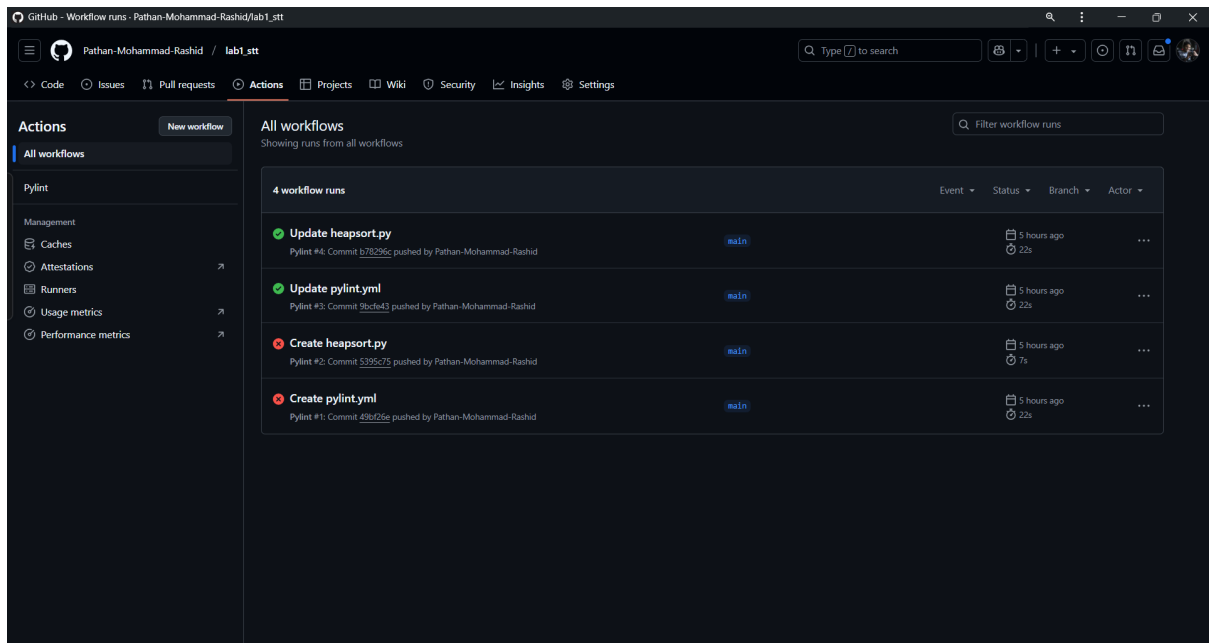 GitHub - Workflow runs · Pathan-Mohammad-Rashid/lab1_stt
Pathan-Mohammad-Rashid / lab1_stt
Type / to search
Code
Issues
Pull requests
Actions
Projects
Wiki
Security
Insights
Settings
Actions
New workflow
All workflows
Pylint
Management
Caches
Attestations
Runners
Usage metrics
Performance metrics
All workflows
Showing runs from all workflows
Filter workflow runs
4 workflow runs
Event
Status
Branch
Actor
Update heapsort.py
Pylint #4: Commit b78296c pushed by Pathan-Mohammad-Rashid
main
5 hours ago
22s
Update pylint.yml
Pylint #3: Commit 9bcfe43 pushed by Pathan-Mohammad-Rashid
main
5 hours ago
22s
Create heapsort.py
Pylint #2: Commit 5395c75 pushed by Pathan-Mohammad-Rashid
main
5 hours ago
7s
Create pylint.yml
Pylint #1: Commit 49bf26e pushed by Pathan-Mohammad-Rashid
main
5 hours ago
22s